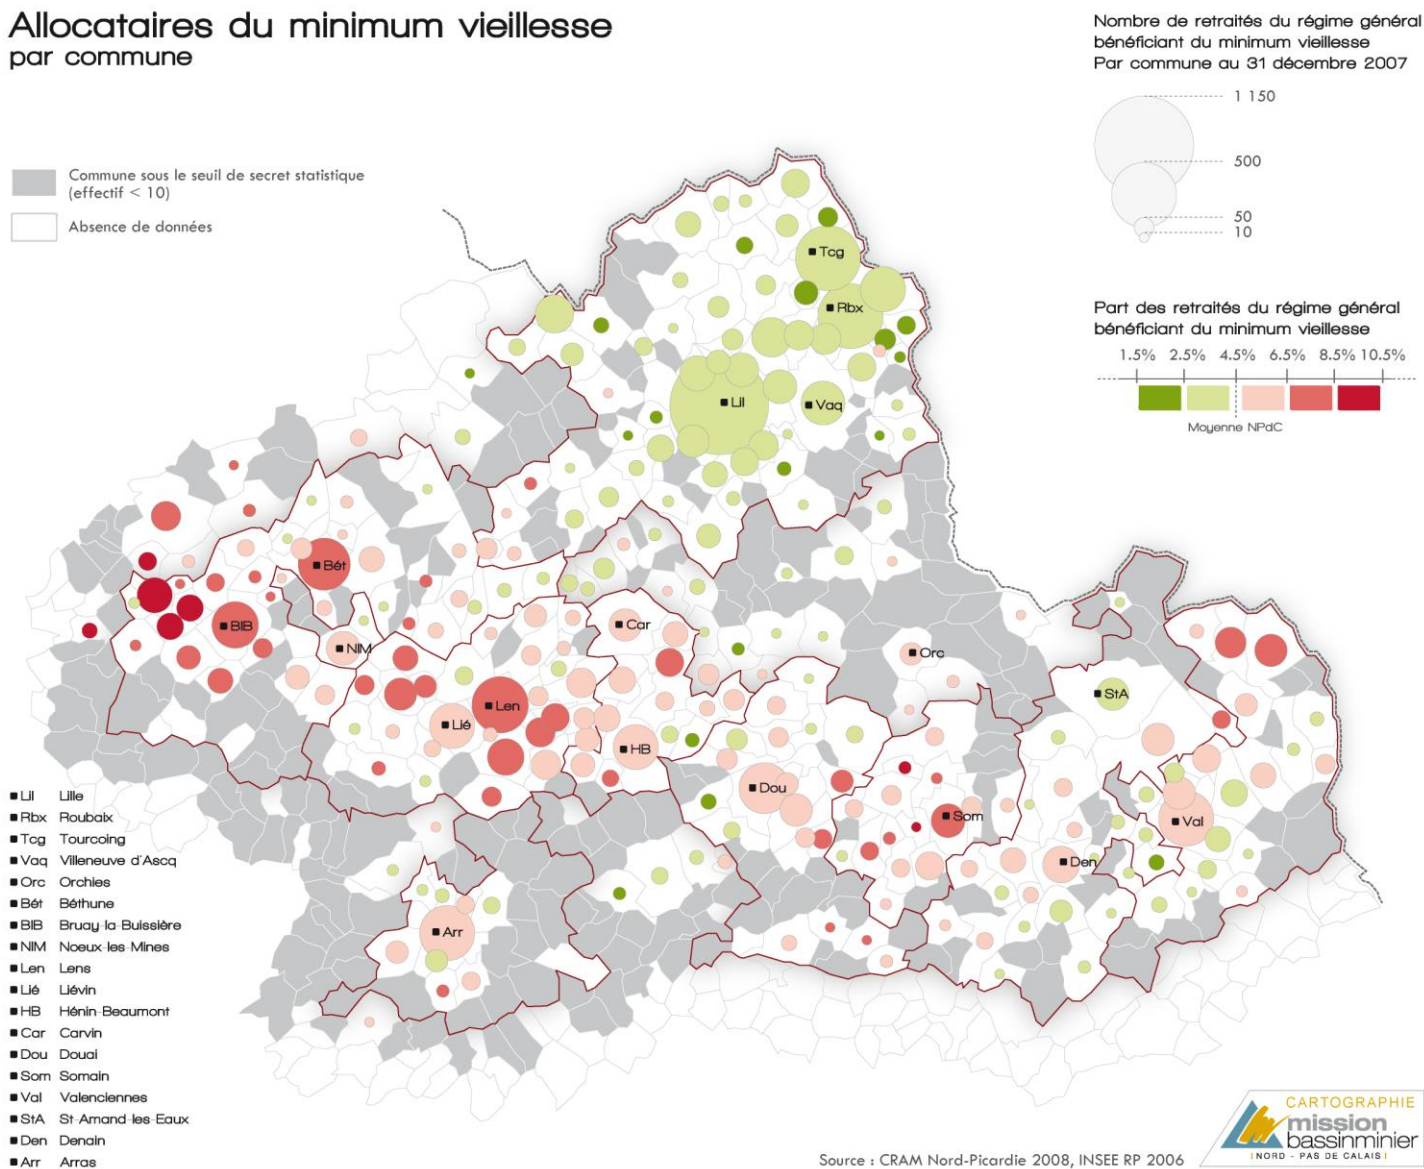 Allocataires du minimum vieillesse
par commune
Nombre de retraités du régime général
bénéficiant du minimum vieillesse
Par commune au 31 décembre 2007
1 150
500
50
10
Commune sous le seuil de secret statistique
(effectif < 10)
Absence de données
Part des retraités du régime général
bénéficiant du minimum vieillesse
1.5% 2.5% 4.5% 6.5% 8.5% 10.5%
Moyenne NPdC
Tcg
Rbx
Lil
Vaq
Bét
BlB
Car
NlM
Orc
StA
Len
Lié
HB
Dou
Som
Val
Den
Arr
Lil Lille
Rbx Roubaix
Tcg Tourcoing
Vaq Villeneuve d'Ascq
Orc Orchies
Bét Béthune
BlB Bruay-la-Buissière
NlM Noeux-les-Mines
Len Lens
Lié Liévin
HB Hénin-Beaumont
Car Carvin
Dou Douai
Som Somain
Val Valenciennes
StA St-Amand-les-Eaux
Den Denain
Arr Arras
Source : CRAM Nord-Picardie 2008, INSEE RP 2006
CARTOGRAPHIE
mission
bassinminier
NORD - PAS DE CALAIS